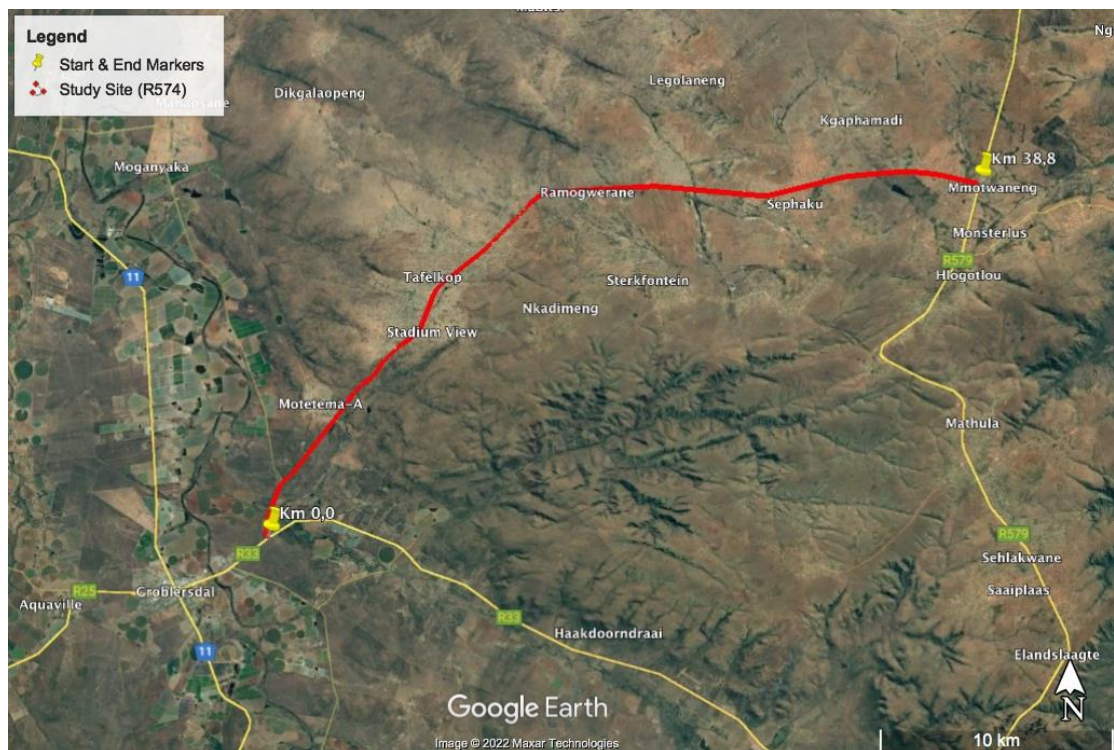 Legend
Start & End Markers
Study Site (R574)
Ng
Legolaneng
Dikgalaopeng
Kgaphamadi
Moganyaka
Km 38,8
Ramogwerane
Mmotwaneng
Sephaku
Monsterlus
R579
Hlogotlou
11
Tafelkop
Sterkfontein
Nkadimeng
Stadium View
Motetema-A
Mathula
Km 0,0
R33
R579
Sehlakwane
R25
Groblersdal
Saaiplaas
Aquaville
R33
Haakdoorndraai
11
Elandslaagte
N
Google Earth
Image © 2022 Maxar Technologies
10 km